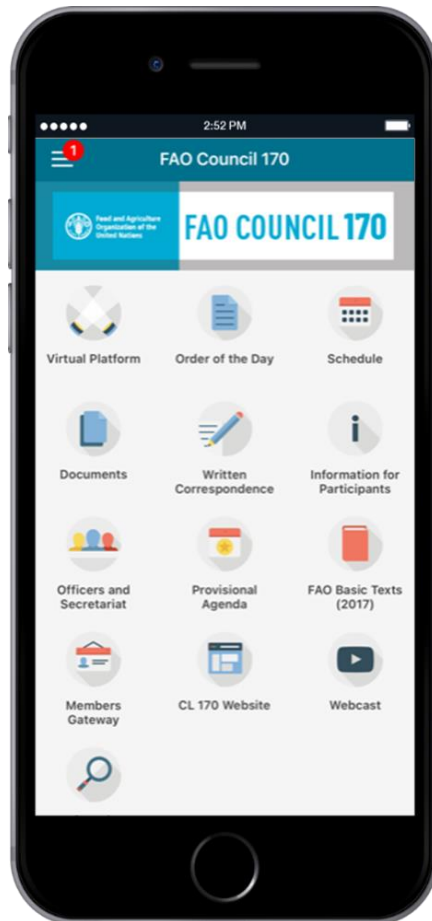 2:52 PM
1
FAO Council 170
Food and Agriculture
Organization of the
United Nations
FAO COUNCIL 170
Virtual Platform
Order of the Day
Schedule
Documents
Written
Correspondence
Information for
Participants
Officers and
Secretariat
Provisional
Agenda
FAO Basic Texts
(2017)
Members
Gateway
CL 170 Website
Webcast